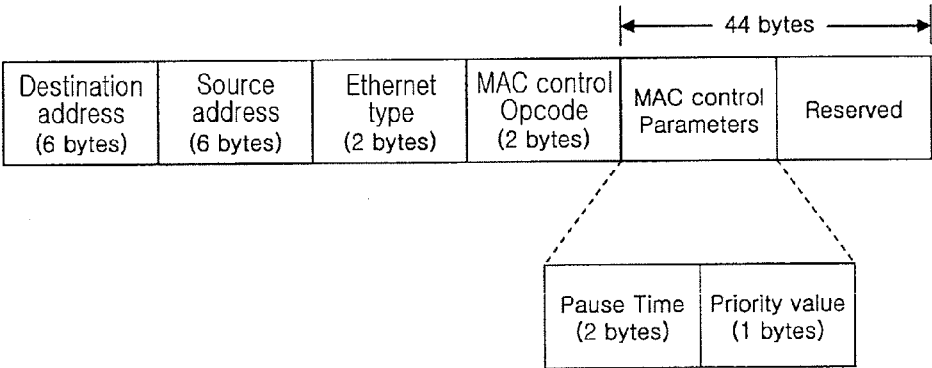 44 bytes
Destination
address
(6 bytes)
Source
address
(6 bytes)
Ethernet
type
(2 bytes)
MAC control
Opcode
(2 bytes)
MAC control
Parameters
Reserved
Pause Time
(2 bytes)
Priority value
(1 bytes)